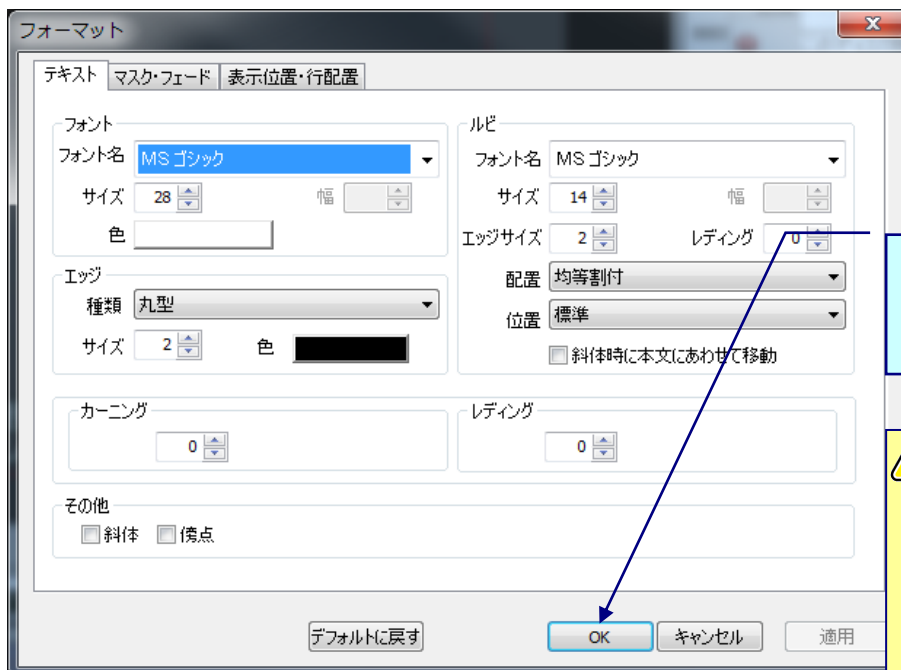 フォーマット
テキスト マスク・フェード 表示位置・行配置
フォント
フォント名 MS ゴシック
サイズ 28 幅
色
エッジ
種類 丸型
サイズ 2 色
ルビ
フォント名 MS ゴシック
サイズ 14 幅
エッジサイズ 2 レディング 0
配置 均等割付
位置 標準
斜体時に本文にあわせて移動
カーニング
0
レディング
0
その他
斜体 傍点
デフォルトに戻す OK キャンセル 適用